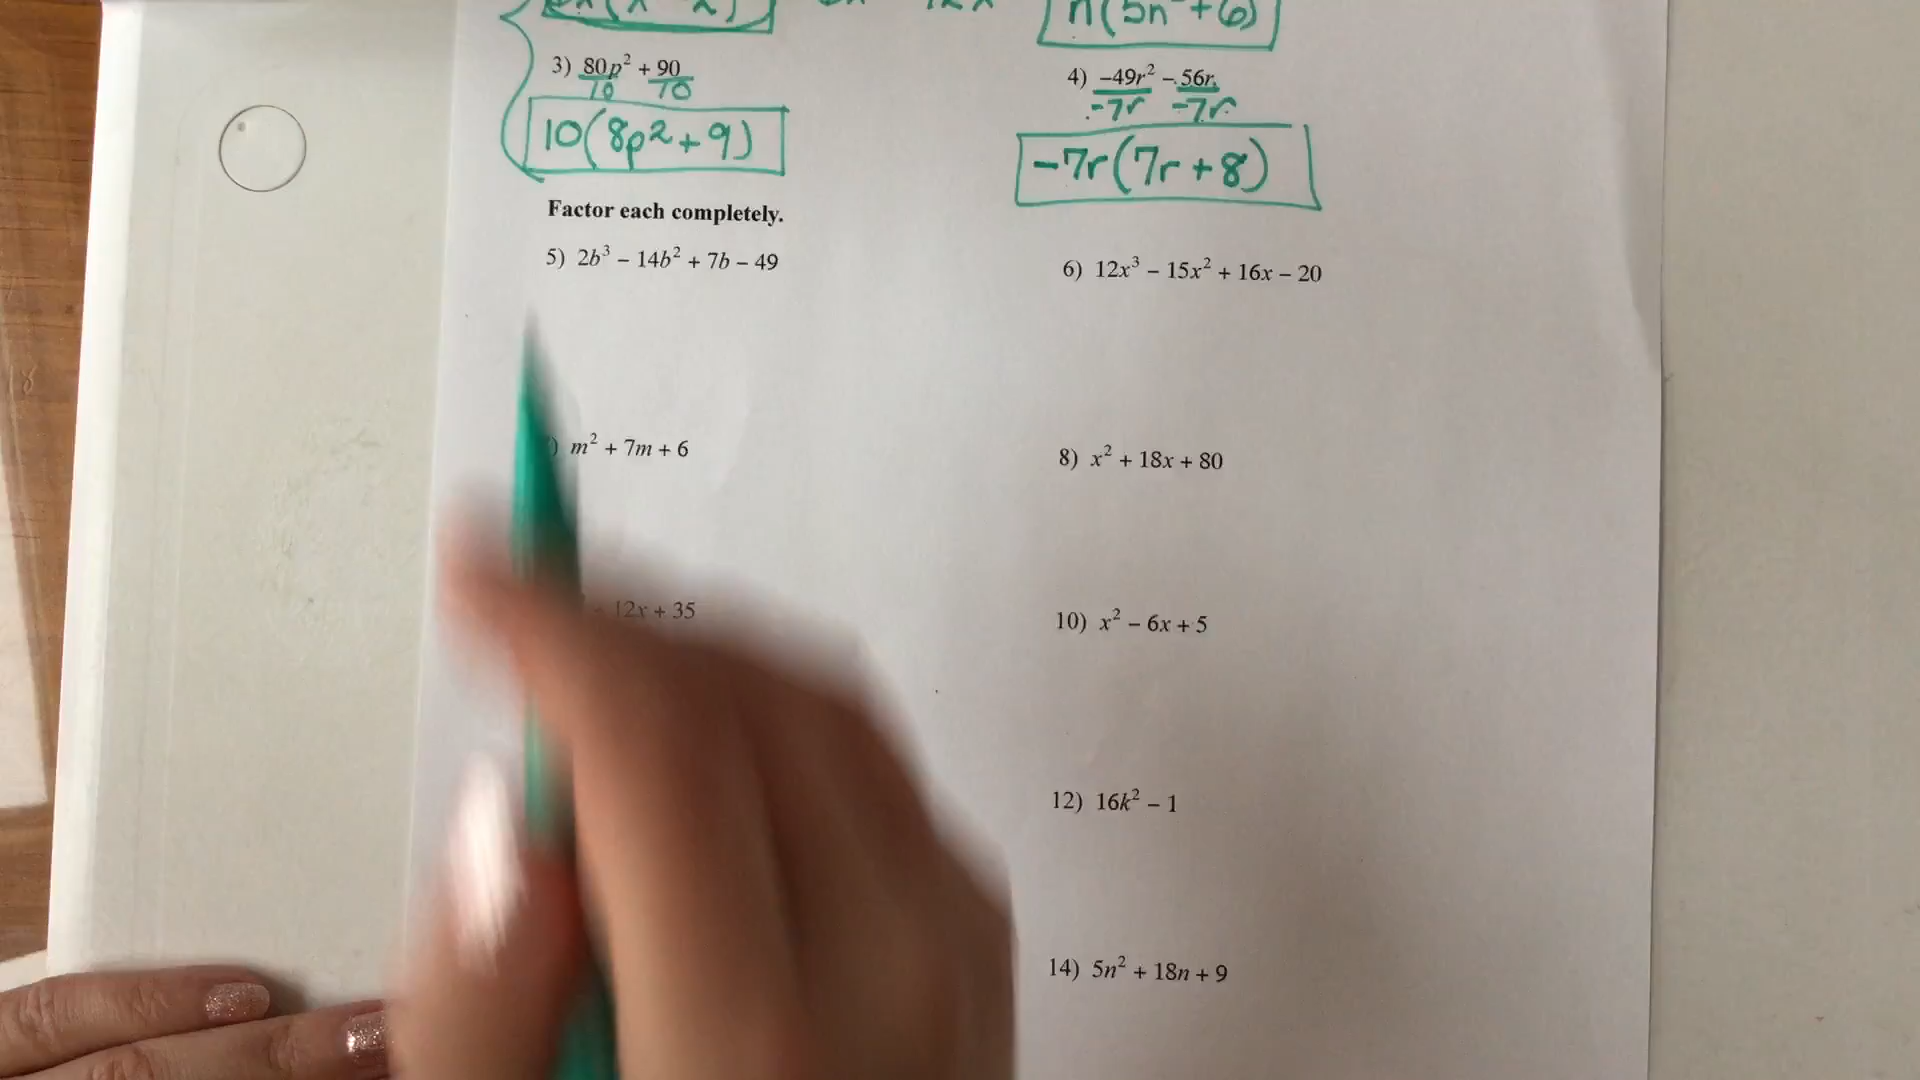 n(5n + 6)
3) 80p² + 90
10 10
10(8p² + 9)
4) -49r² - 56r
-7r -7r
-7r(7r + 8)
Factor each completely.
5) 2b³ – 14b² + 7b – 49
6) 12x³ – 15x² + 16x – 20
) m² + 7m + 6
8) x² + 18x + 80
12x + 35
10) x² – 6x + 5
12) 16k² – 1
14) 5n² + 18n + 9